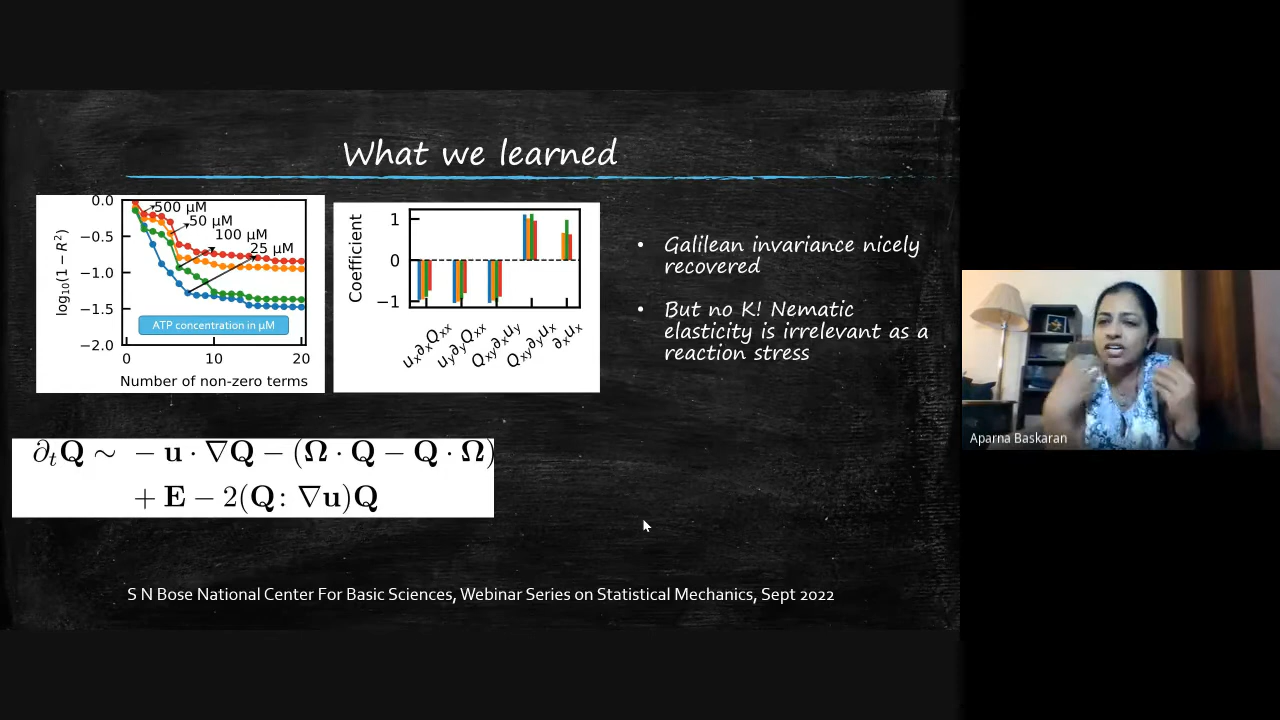 What we learned
0.0
−0.5
−1.0
−1.5
−2.0
log₁₀(1 − R²)
500 μM
50 μM
100 μM
25 μM
ATP concentration in μM
0 10 20
Number of non-zero terms
Coefficient
1
0
−1
uₓ∂ₓQₓₓ
u_y∂_yQₓₓ
Q_{xy}∂ₓu_y
Q_{xy}∂_yuₓ
∂ₓuₓ
• Galilean invariance nicely
recovered
• But no K! Nematic
elasticity is irrelevant as a
reaction stress
∂ₜQ ∼ − u · ∇Q − (Ω · Q − Q · Ω)
+ E − 2(Q : ∇u)Q
S N Bose National Center For Basic Sciences, Webinar Series on Statistical Mechanics, Sept 2022
Aparna Baskaran